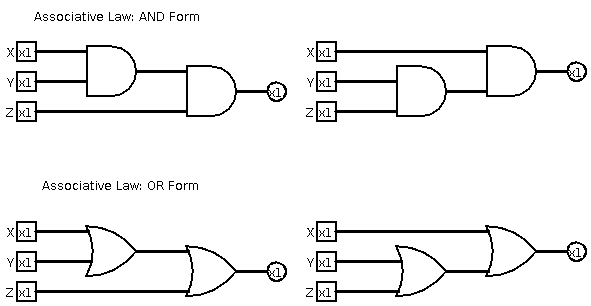 Associative Law: AND Form
X x1 X x1
x1
Y x1 x1 Y x1
Z x1 Z x1
Associative Law: OR Form
X x1 X x1
x1
Y x1 Y x1
x1
Z x1 Z x1